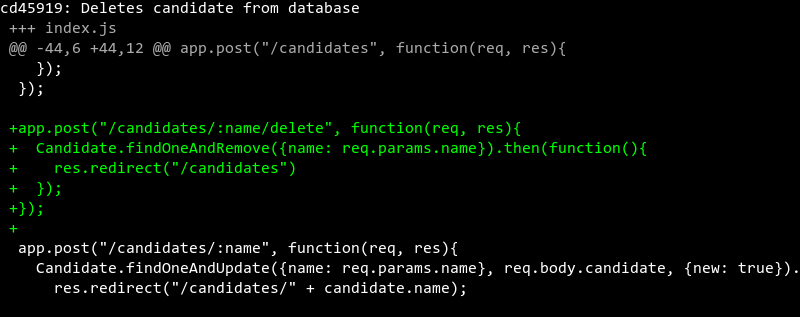 cd45919: Deletes candidate from database
+++ index.js
@@ -44,6 +44,12 @@ app.post("/candidates", function(req, res){
    });
  });

+app.post("/candidates/:name/delete", function(req, res){
+  Candidate.findOneAndRemove({name: req.params.name}).then(function(){
+    res.redirect("/candidates")
+  });
+});
+
 app.post("/candidates/:name", function(req, res){
   Candidate.findOneAndUpdate({name: req.params.name}, req.body.candidate, {new: true}).
     res.redirect("/candidates/" + candidate.name);